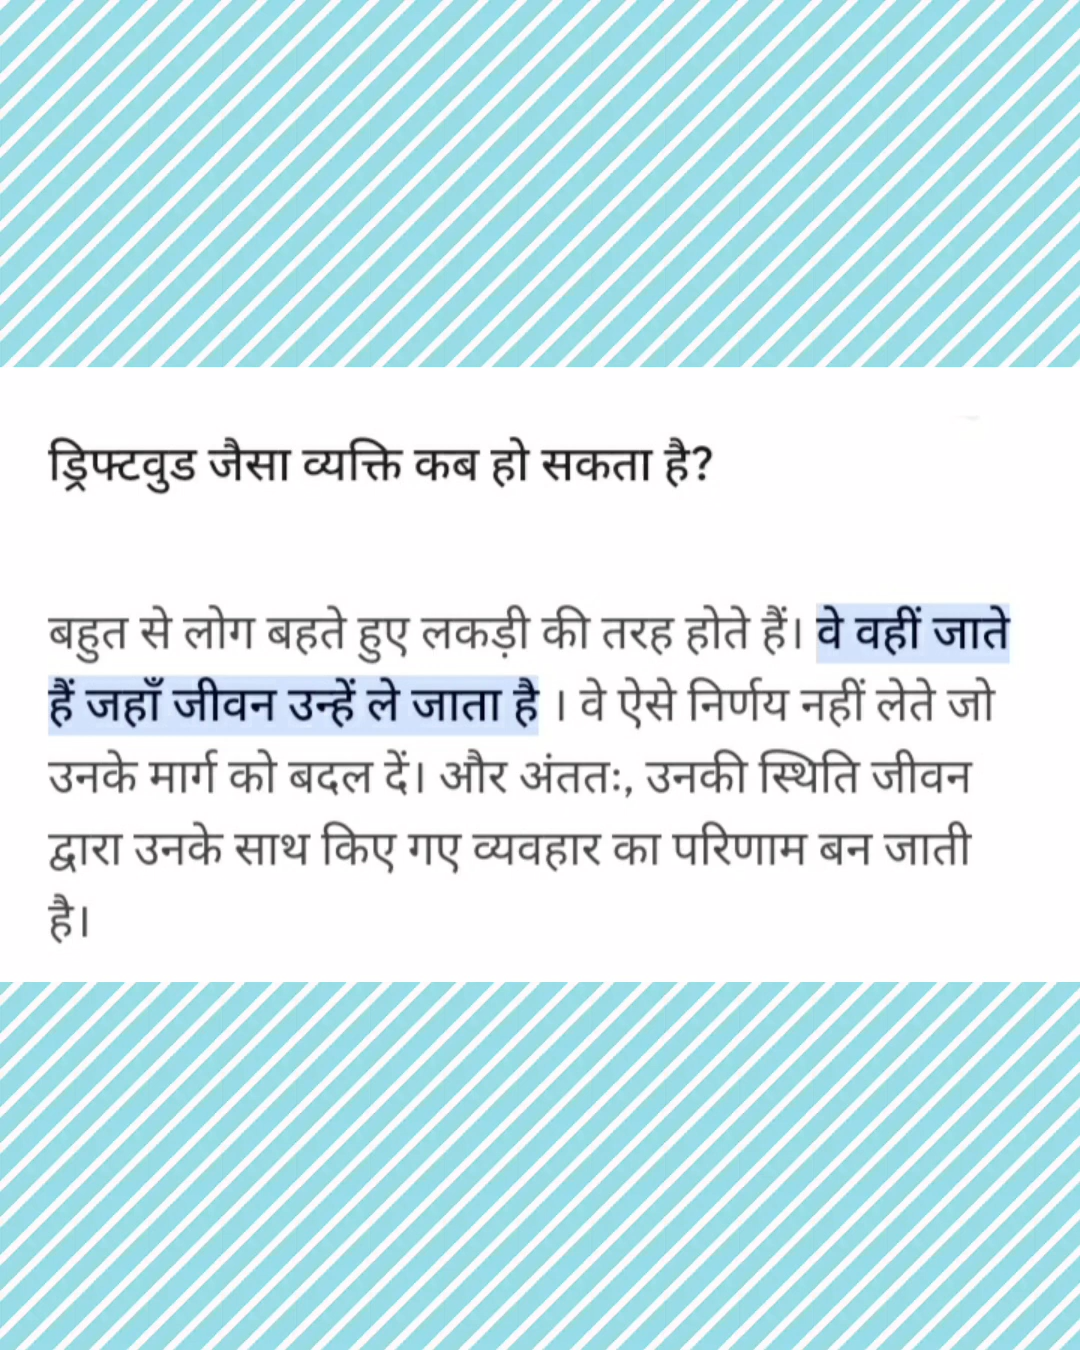 ड्रिफ्टवुड जैसा व्यक्ति कब हो सकता है?
बहुत से लोग बहते हुए लकड़ी की तरह होते हैं। वे वहीं जाते
हैं जहाँ जीवन उन्हें ले जाता है । वे ऐसे निर्णय नहीं लेते जो
उनके मार्ग को बदल दें। और अंततः, उनकी स्थिति जीवन
द्वारा उनके साथ किए गए व्यवहार का परिणाम बन जाती
है।